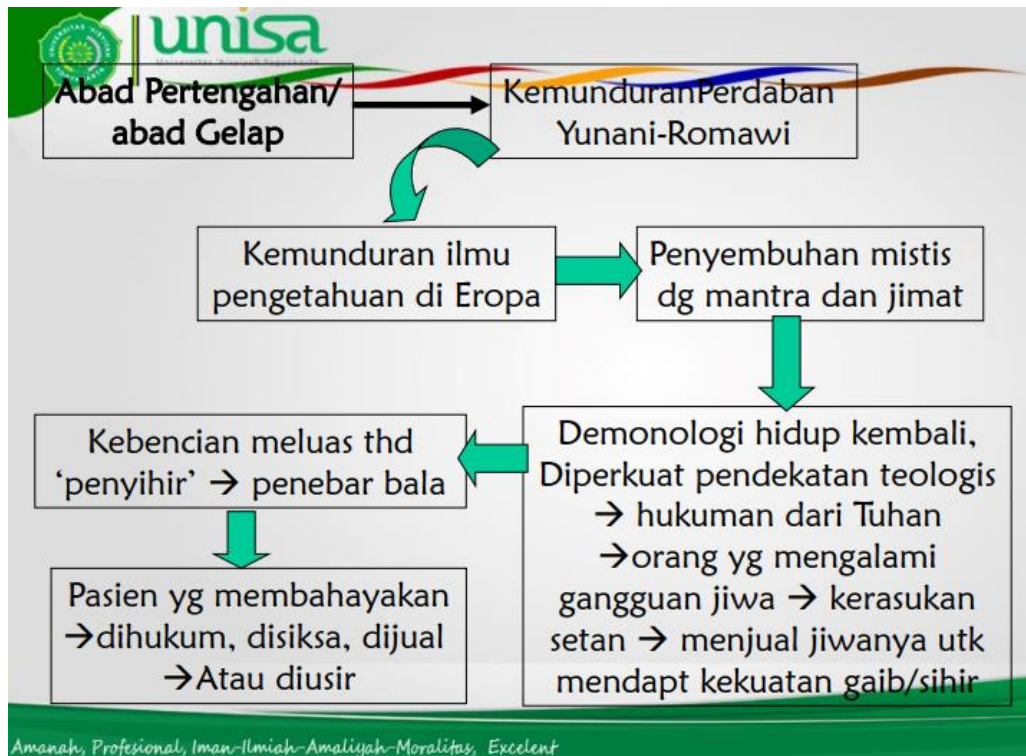 unisa
Universitas 'Aisyiyah Yogyakarta
Abad Pertengahan/
abad Gelap
KemunduranPerdaban
Yunani-Romawi
Kemunduran ilmu
pengetahuan di Eropa
Penyembuhan mistis
dg mantra dan jimat
Demonologi hidup kembali,
Diperkuat pendekatan teologis
→ hukuman dari Tuhan
→orang yg mengalami
gangguan jiwa → kerasukan
setan → menjual jiwanya utk
mendapt kekuatan gaib/sihir
Kebencian meluas thd
‘penyihir’ → penebar bala
Pasien yg membahayakan
→dihukum, disiksa, dijual
→Atau diusir
Amanah, Profesional, Iman-Ilmiah-Amaliyah-Moralitas, Excelent